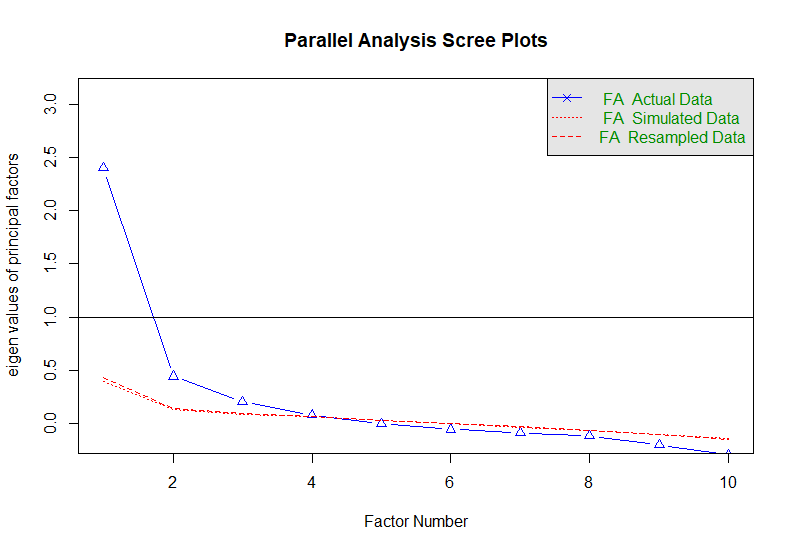 Parallel Analysis Scree Plots
FA  Actual Data
FA  Simulated Data
FA  Resampled Data
eigen values of principal factors
3.0
2.5
2.0
1.5
1.0
0.5
0.0
2 4 6 8 10
Factor Number